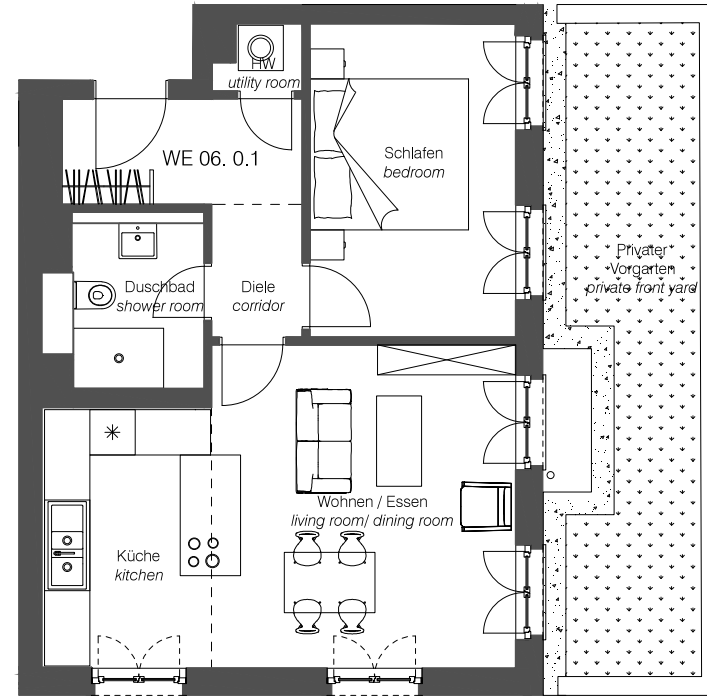 HW
utility room
WE 06. 0.1
Schlafen
bedroom
Privater
Vorgarten
private front yard
Duschbad
shower room
Diele
corridor
Wohnen / Essen
living room/ dining room
Küche
kitchen